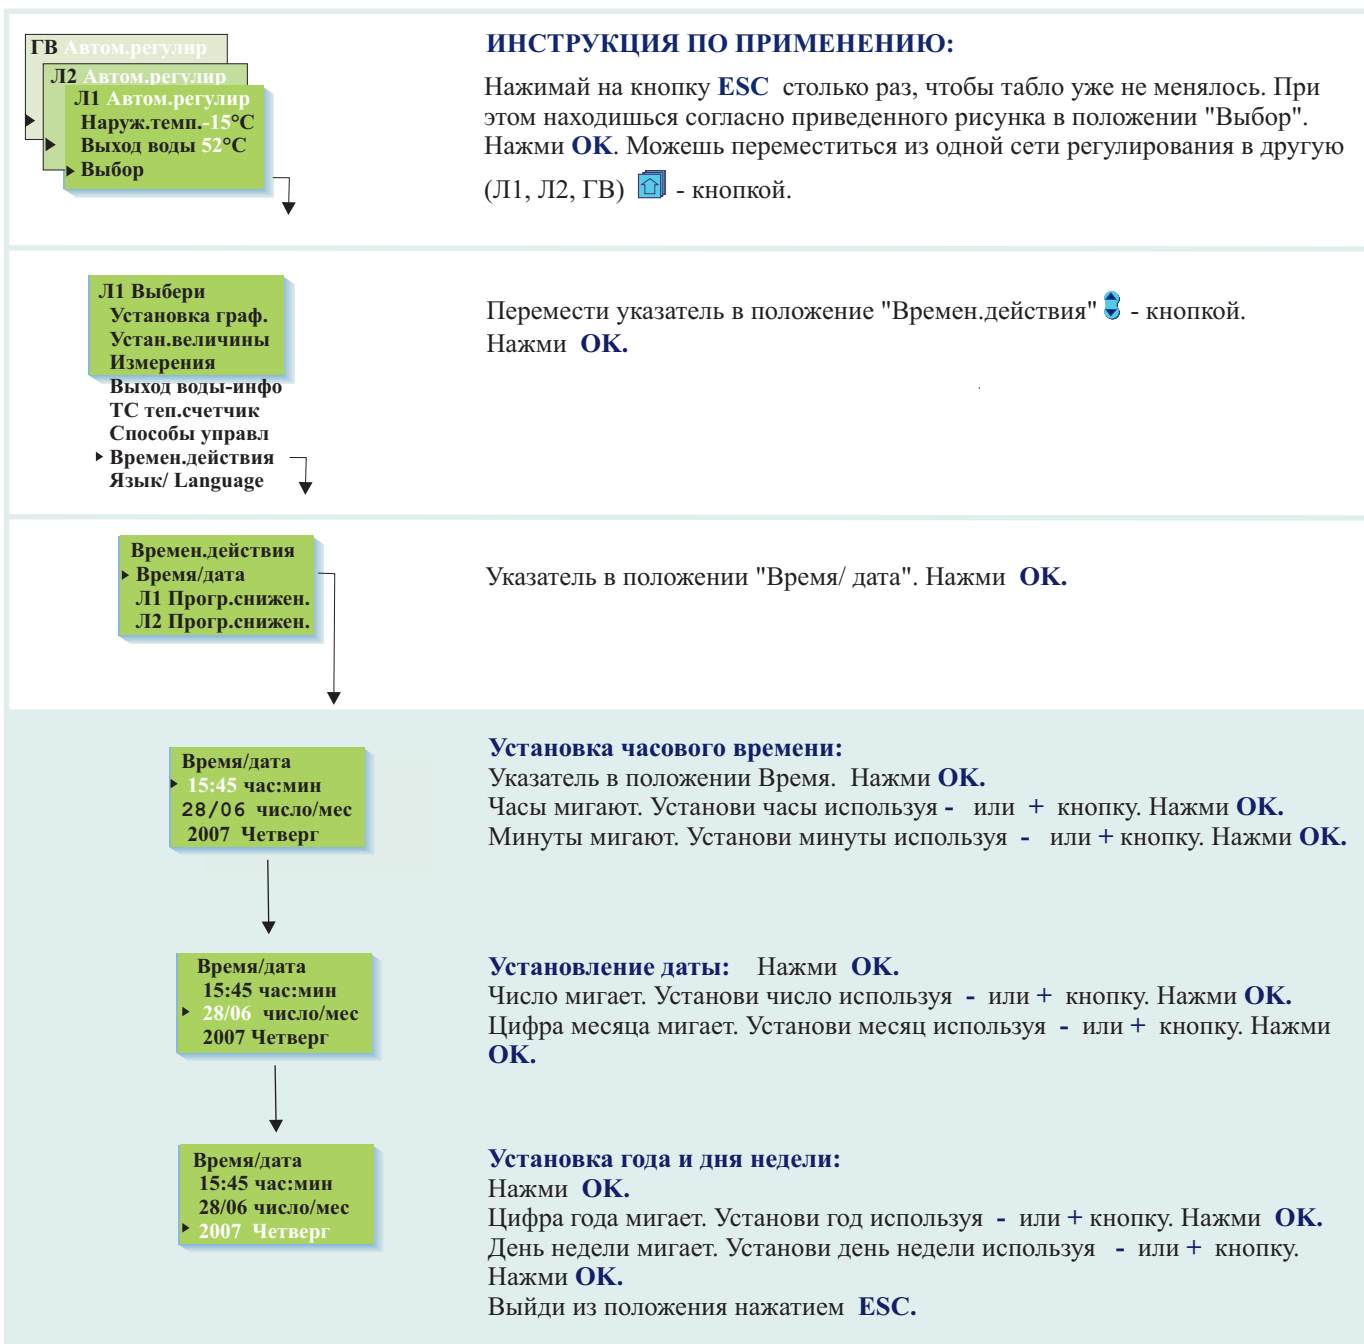 ГВ Автом.регулир
Л2 Автом.регулир
Л1 Автом.регулир
Наруж.темп.-15°C
Выход воды 52°C
Выбор
ИНСТРУКЦИЯ ПО ПРИМЕНЕНИЮ:
Нажимай на кнопку ESC столько раз, чтобы табло уже не менялось. При
этом находишься согласно приведенного рисунка в положении "Выбор".
Нажми OK. Можешь переместиться из одной сети регулирования в другую
(Л1, Л2, ГВ) - кнопкой.
Л1 Выбери
Установка граф.
Устан.величины
Измерения
Выход воды-инфо
ТС теп.счетчик
Способы управл
Времен.действия
Язык/ Language
Перемести указатель в положение "Времен.действия" - кнопкой.
Нажми OK.
Времен.действия
Время/дата
Л1 Прогр.снижен.
Л2 Прогр.снижен.
Указатель в положении "Время/ дата". Нажми OK.
Время/дата
15:45 час:мин
28/06 число/мес
2007 Четверг
Установка часового времени:
Указатель в положении Время. Нажми OK.
Часы мигают. Установи часы используя - или + кнопку. Нажми OK.
Минуты мигают. Установи минуты используя - или + кнопку. Нажми OK.
Время/дата
15:45 час:мин
28/06 число/мес
2007 Четверг
Установление даты: Нажми OK.
Число мигает. Установи число используя - или + кнопку. Нажми OK.
Цифра месяца мигает. Установи месяц используя - или + кнопку. Нажми
OK.
Время/дата
15:45 час:мин
28/06 число/мес
2007 Четверг
Установка года и дня недели:
Нажми OK.
Цифра года мигает. Установи год используя - или + кнопку. Нажми OK.
День недели мигает. Установи день недели используя - или + кнопку.
Нажми OK.
Выйди из положения нажатием ESC.